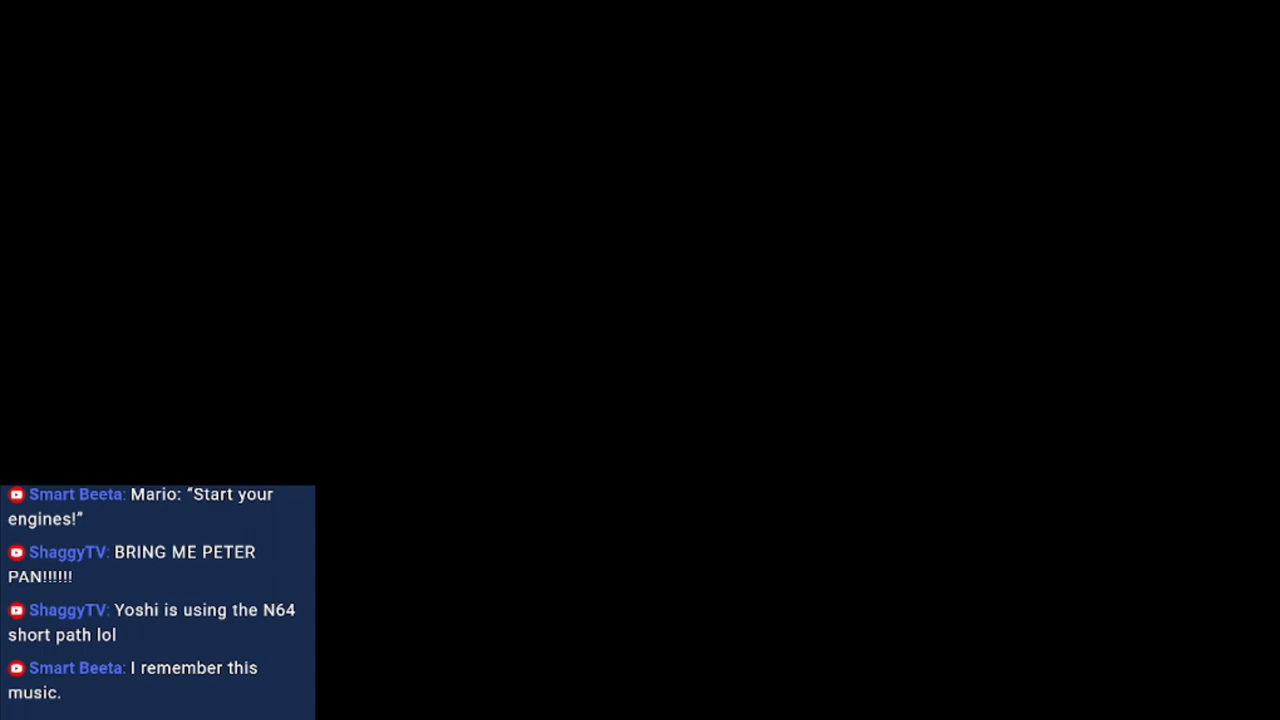 Smart Beeta: Mario: “Start your
engines!”
ShaggyTV: BRING ME PETER
PAN!!!!!!
ShaggyTV: Yoshi is using the N64
short path lol
Smart Beeta: I remember this
music.